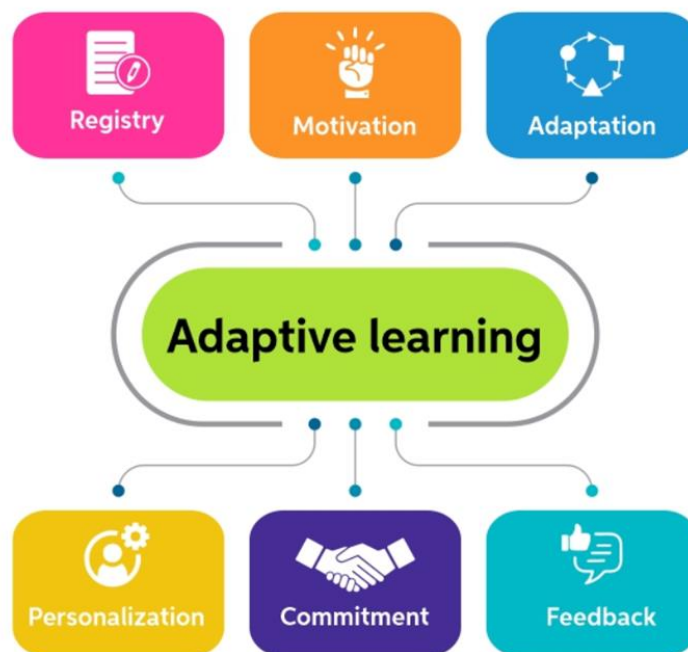 Registry
Motivation
Adaptation
Adaptive learning
Personalization
Commitment
Feedback